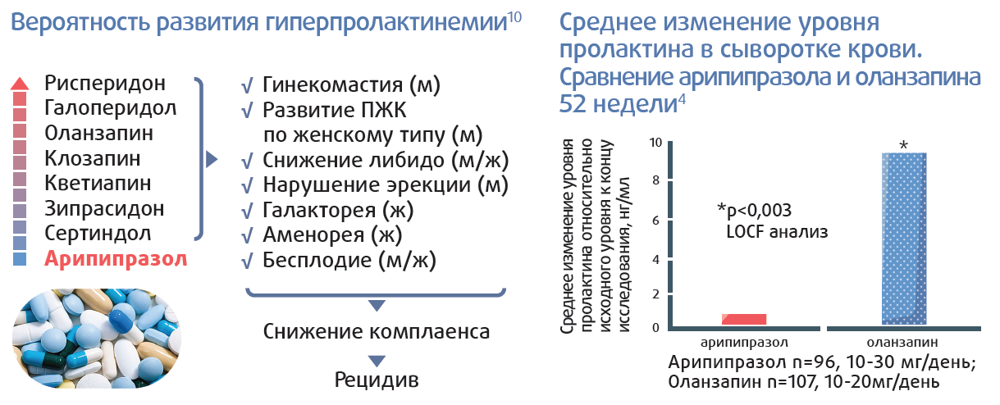 Вероятность развития гиперпролактинемии10
Рисперидон
Галоперидол
Оланзапин
Клозапин
Кветиапин
Зипрасидон
Сертиндол
Арипипразол
√ Гинекомастия (м)
√ Развитие ПЖК
по женскому типу (м)
√ Снижение либидо (м/ж)
√ Нарушение эрекции (м)
√ Галакторея (ж)
√ Аменорея (ж)
√ Бесплодие (м/ж)
Снижение комплаенса
Рецидив
Среднее изменение уровня
пролактина в сыворотке крови.
Сравнение арипипразола и оланзапина
52 недели4
Среднее изменение уровня
пролактина относительно
исходного уровня к концу
исследования, нг/мл
10
8
6
4
2
0
*p<0,003
LOCF анализ
*
арипипразол
оланзапин
Арипипразол n=96, 10-30 мг/день;
Оланзапин n=107, 10-20мг/день